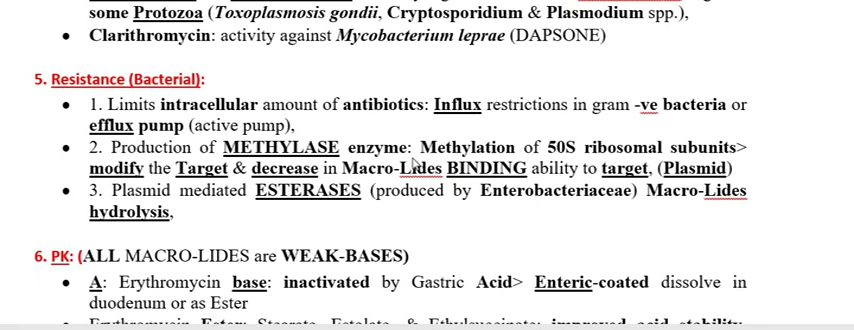 some Protozoa (Toxoplasmosis gondii, Cryptosporidium & Plasmodium spp.),
• Clarithromycin: activity against Mycobacterium leprae (DAPSONE)
5. Resistance (Bacterial):
• 1. Limits intracellular amount of antibiotics: Influx restrictions in gram -ve bacteria or
efflux pump (active pump),
• 2. Production of METHYLASE enzyme: Methylation of 50S ribosomal subunits>
modify the Target & decrease in Macro-Lides BINDING ability to target, (Plasmid)
• 3. Plasmid mediated ESTERASES (produced by Enterobacteriaceae) Macro-Lides
hydrolysis,
6. PK: (ALL MACRO-LIDES are WEAK-BASES)
• A: Erythromycin base: inactivated by Gastric Acid> Enteric-coated dissolve in
duodenum or as Ester